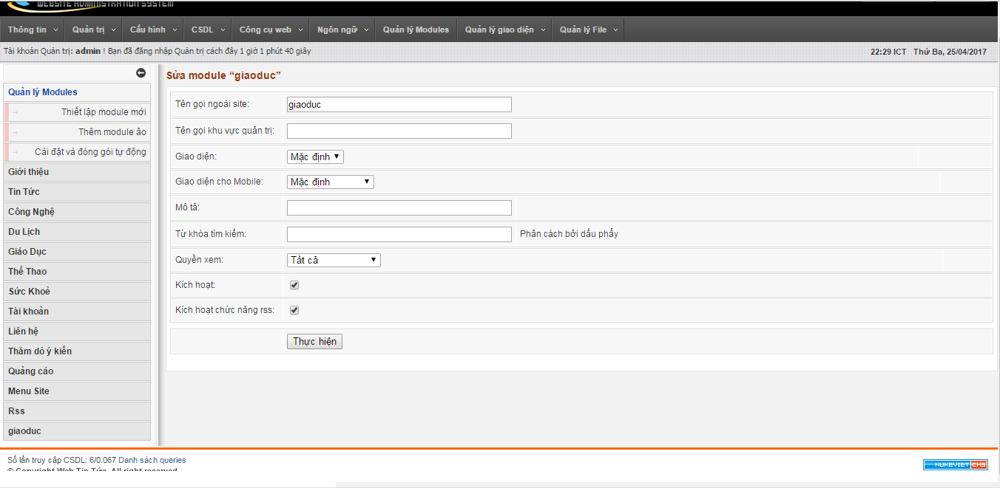 WEBSITE ADMINISTRATION SYSTEM
Thông tin Quản trị Cấu hình CSDL Công cụ web Ngôn ngữ Quản lý Modules Quản lý giao diện Quản lý File
Tài khoản Quản trị: admin ! Bạn đã đăng nhập Quản trị cách đây 1 giờ 1 phút 40 giây
22:29 ICT Thứ Ba, 25/04/2017
Quản lý Modules
Thiết lập module mới
Thêm module ảo
Cài đặt và đóng gói tự động
Giới thiệu
Tin Tức
Công Nghệ
Du Lịch
Giáo Dục
Thể Thao
Sức Khoẻ
Tài khoản
Liên hệ
Thăm dò ý kiến
Quảng cáo
Menu Site
Rss
giaoduc
Sửa module “giaoduc”
Tên gọi ngoài site: giaoduc
Tên gọi khu vực quản trị:
Giao diện: Mặc định
Giao diện cho Mobile: Mặc định
Mô tả:
Từ khóa tìm kiếm: Phân cách bởi dấu phẩy
Quyền xem: Tất cả
Kích hoạt:
Kích hoạt chức năng rss:
Thực hiện
Số lần truy cập CSDL: 6/0.067 Danh sách queries
© Copyright Web Tin Tức. All right reserved
NUKEVIET CMS